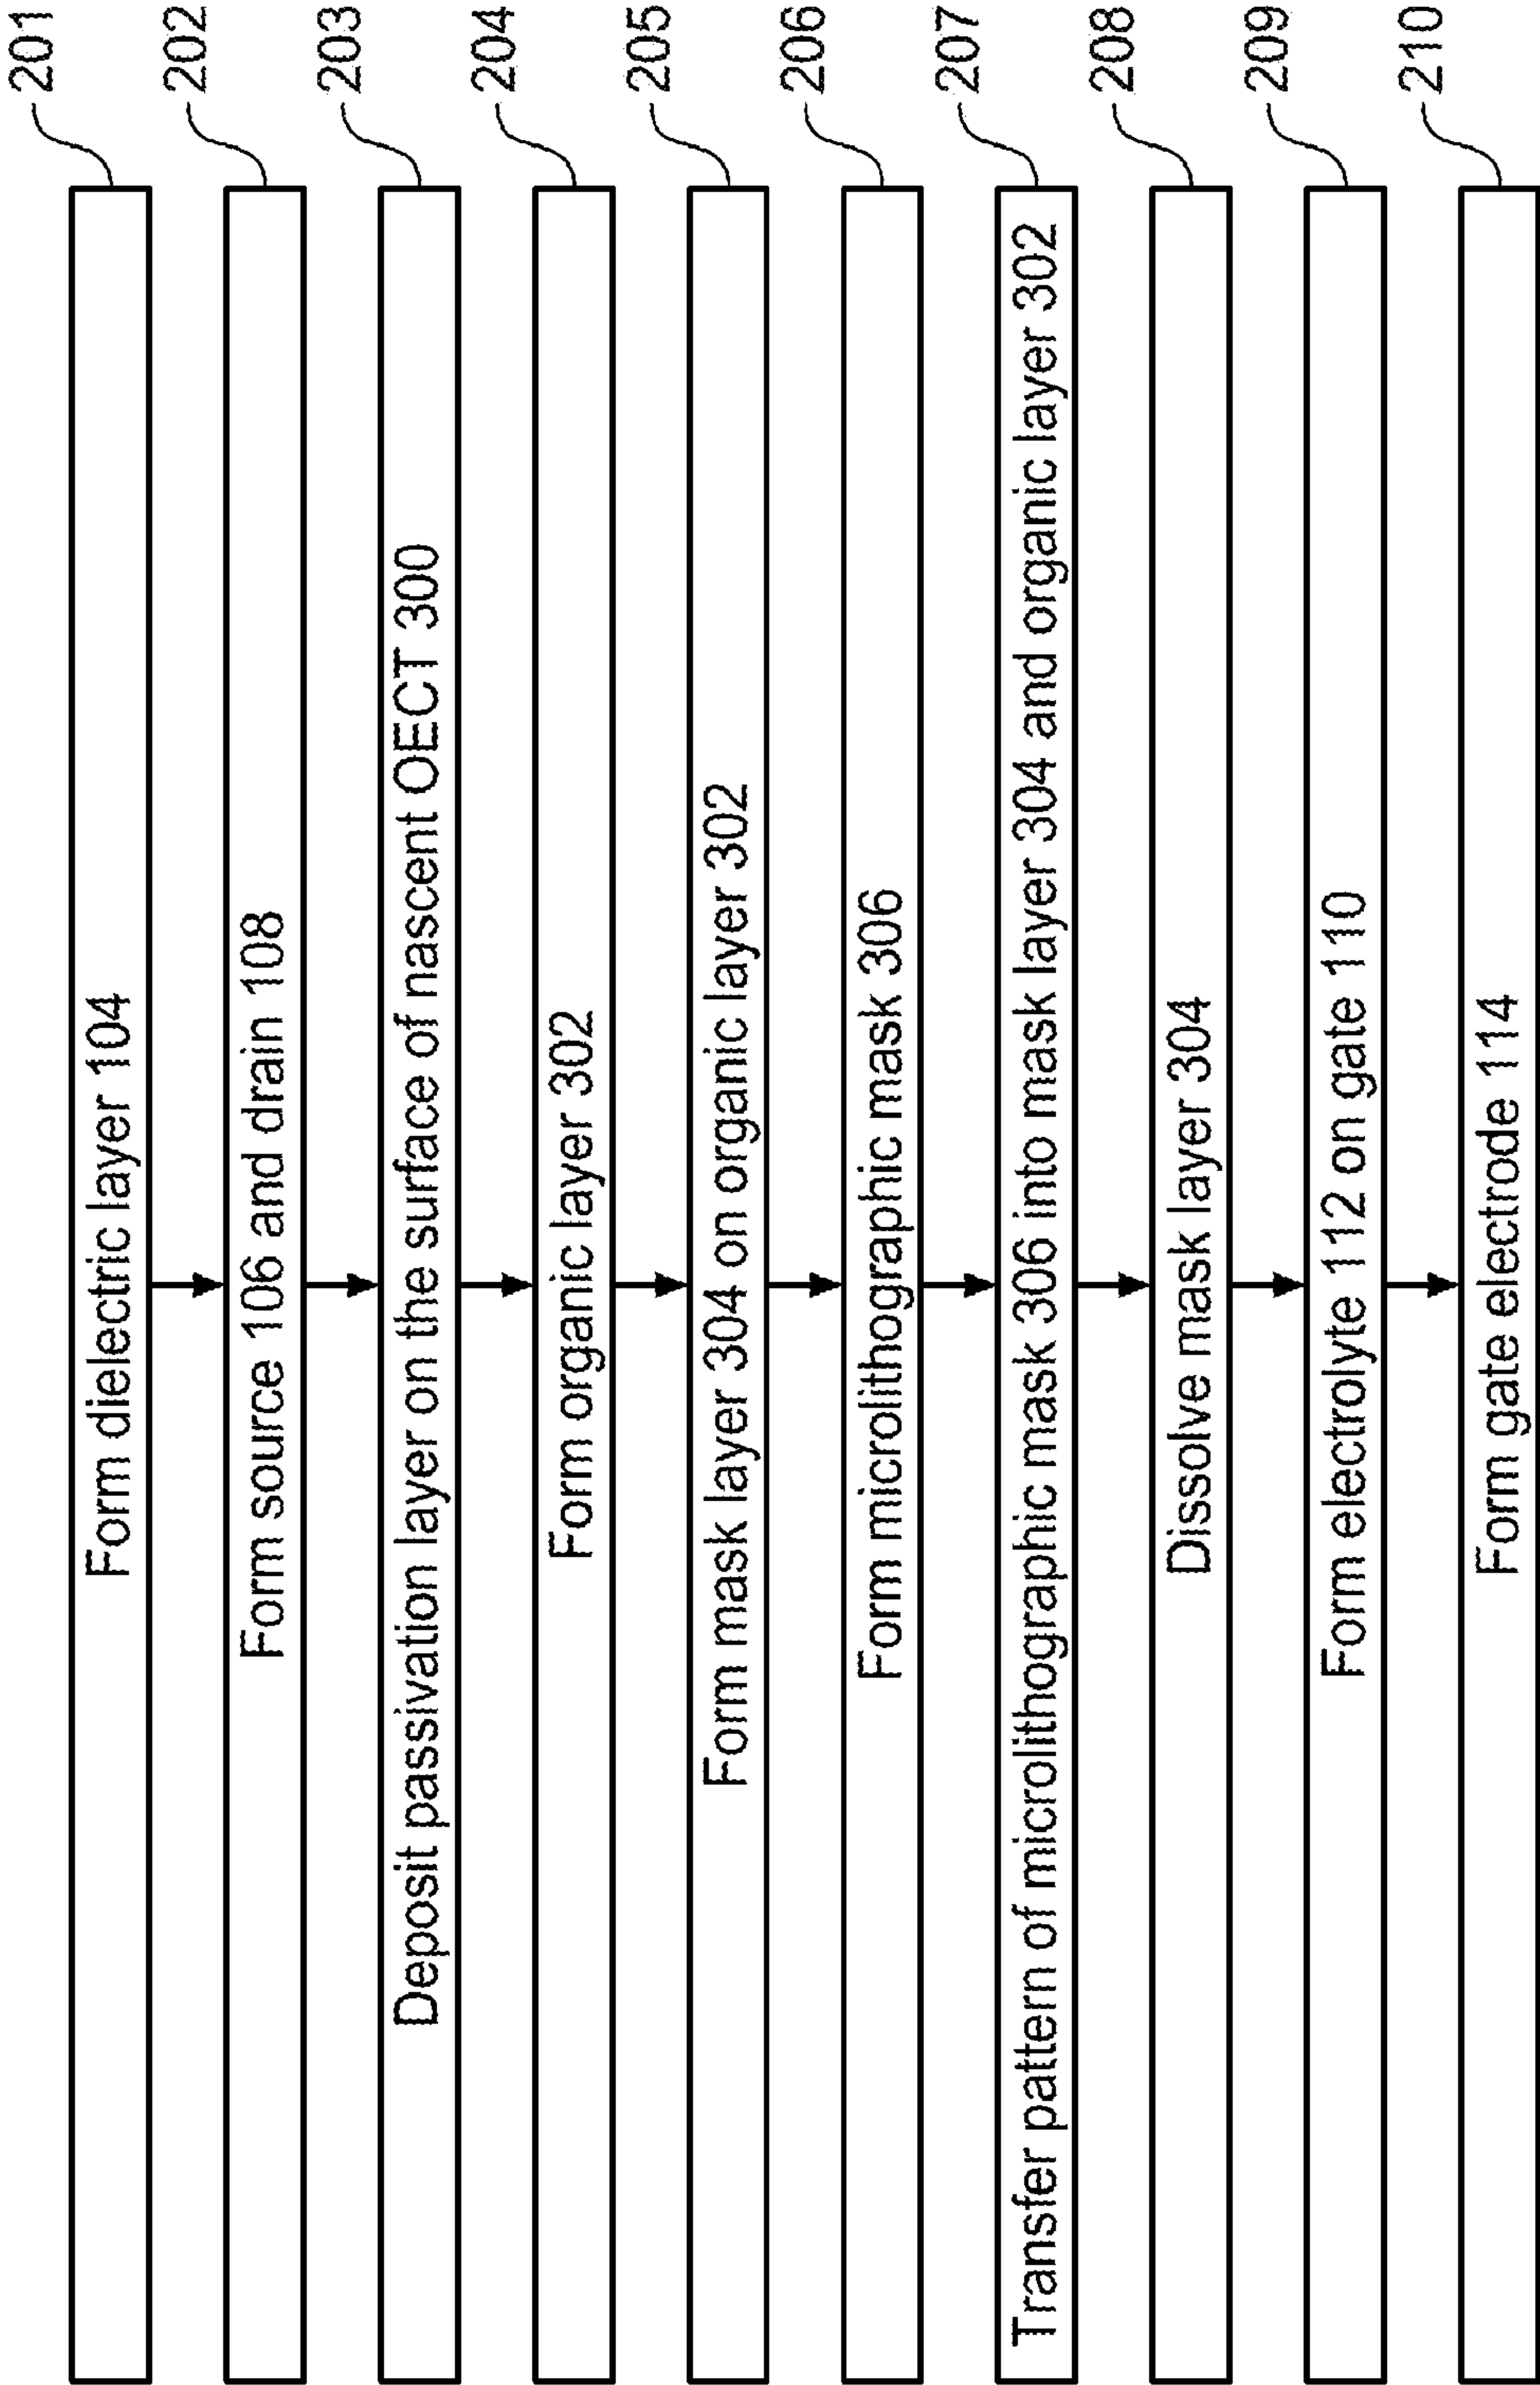 Form dielectric layer 104
201
Form source 106 and drain 108
202
Deposit passivation layer on the surface of nascent OECT 300
203
Form organic layer 302
204
Form mask layer 304 on organic layer 302
205
Form microlithographic mask 306
206
Transfer pattern of microlithographic mask 306 into mask layer 304 and organic layer 302
207
Dissolve mask layer 304
208
Form electrolyte 112 on gate 110
209
Form gate electrode 114
210